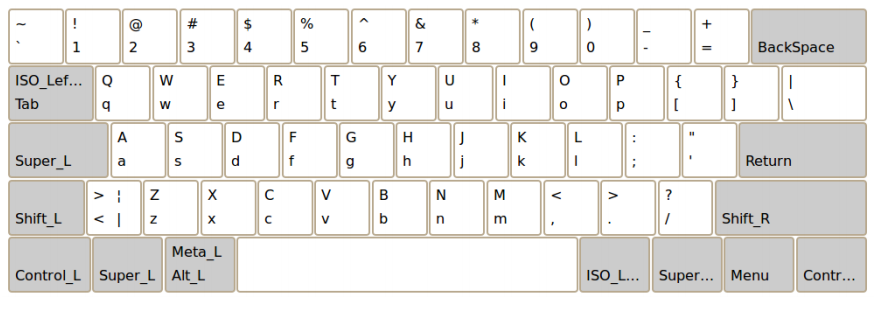 ~ ! @ # $ % ^ & * ( ) _ +
` 1 2 3 4 5 6 7 8 9 0 - = BackSpace
ISO_Lef... Q W E R T Y U I O P { } |
Tab q w e r t y u i o p [ ] \
A S D F G H J K L : "
Super_L a s d f g h j k l ; ' Return
> ¦ Z X C V B N M < > ?
Shift_L < | z x c v b n m , . / Shift_R
Meta_L
Control_L Super_L Alt_L ISO_L... Super... Menu Contr...